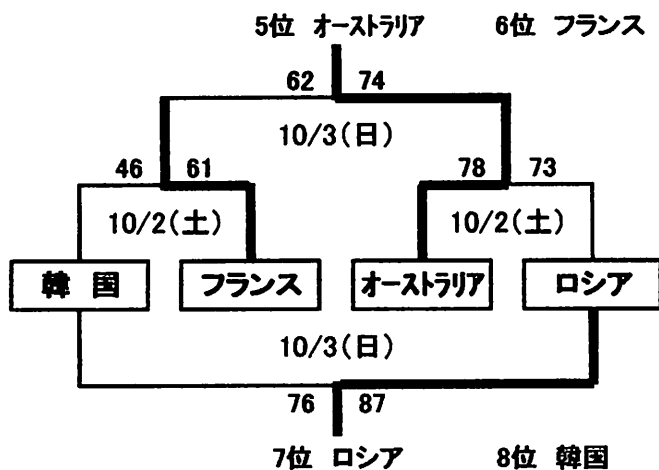 5位 オーストラリア 6位 フランス
62 74
10/3(日)
46 61 78 73
10/2(土) 10/2(土)
韓 国 フランス オーストラリア ロシア
10/3(日)
76 87
7位 ロシア 8位 韓国